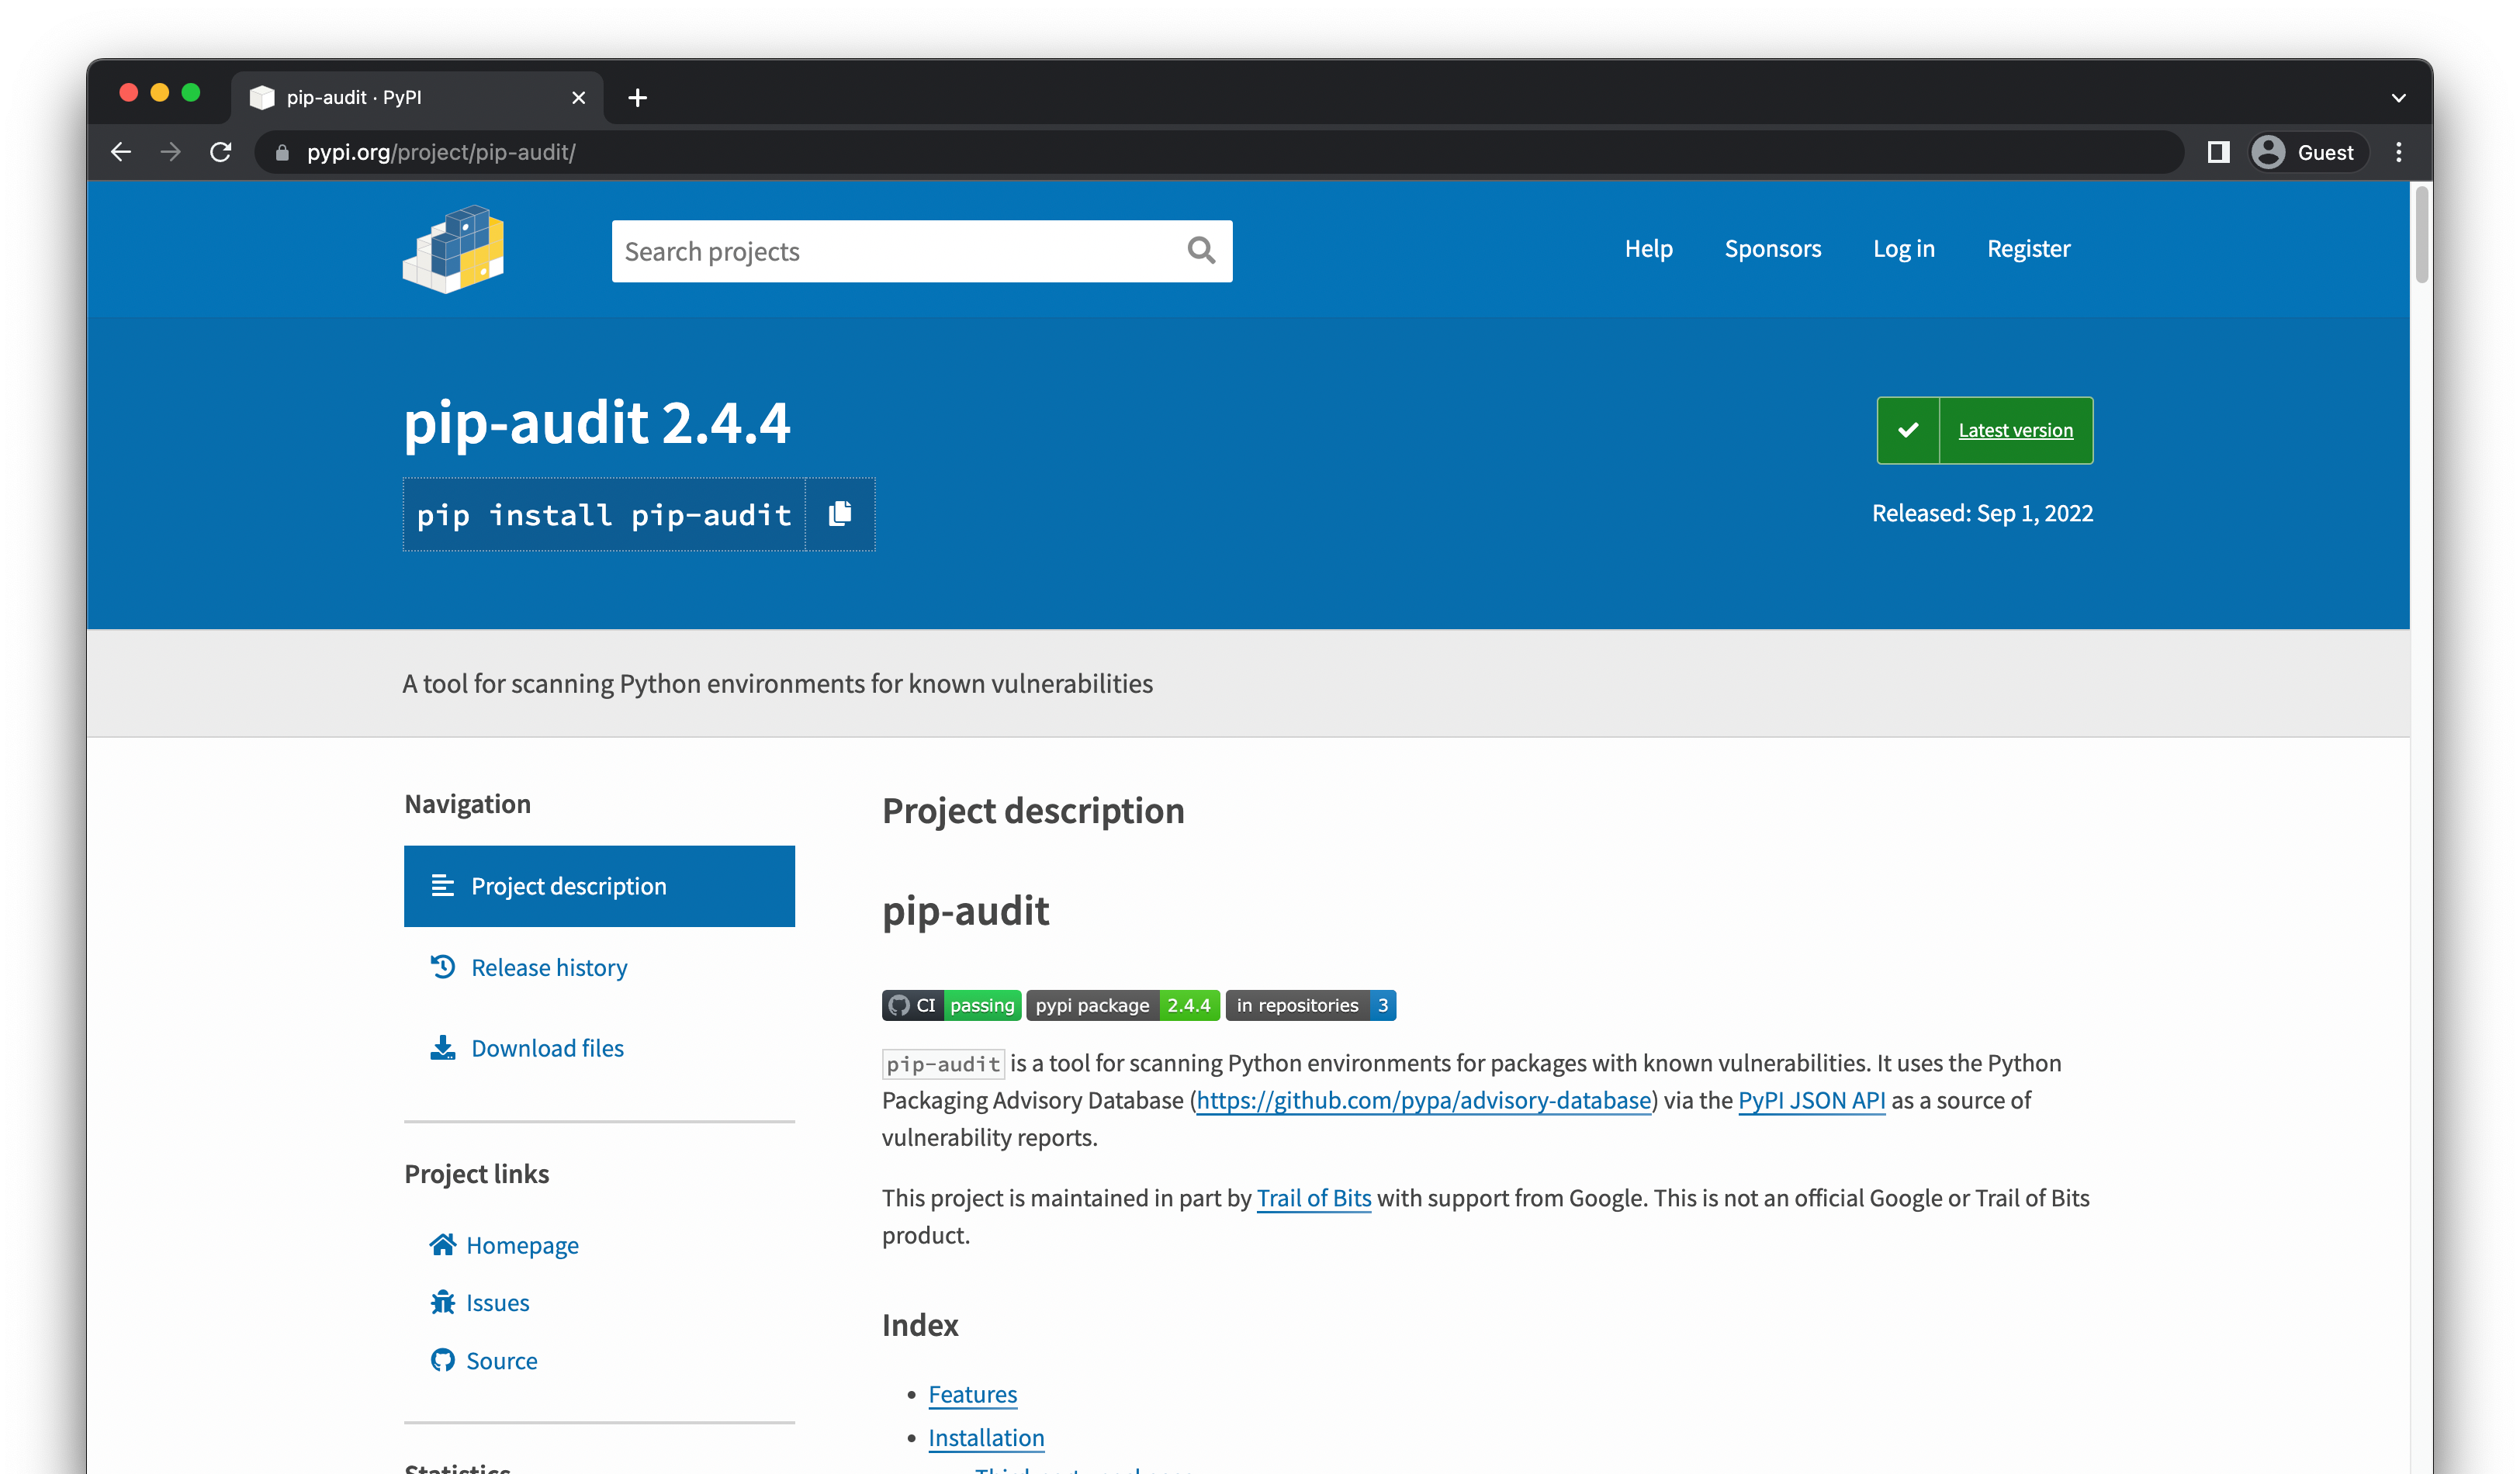 pip-audit · PyPI
pypi.org/project/pip-audit/
Guest
Search projects
Help
Sponsors
Log in
Register
pip-audit 2.4.4
pip install pip-audit
Latest version
Released: Sep 1, 2022
A tool for scanning Python environments for known vulnerabilities
Navigation
Project description
Release history
Download files
Project links
Homepage
Issues
Source
Statistics
Project description
pip-audit
CI passing pypi package 2.4.4 in repositories 3
pip-audit is a tool for scanning Python environments for packages with known vulnerabilities. It uses the Python
Packaging Advisory Database (https://github.com/pypa/advisory-database) via the PyPI JSON API as a source of
vulnerability reports.
This project is maintained in part by Trail of Bits with support from Google. This is not an official Google or Trail of Bits
product.
Index
Features
Installation